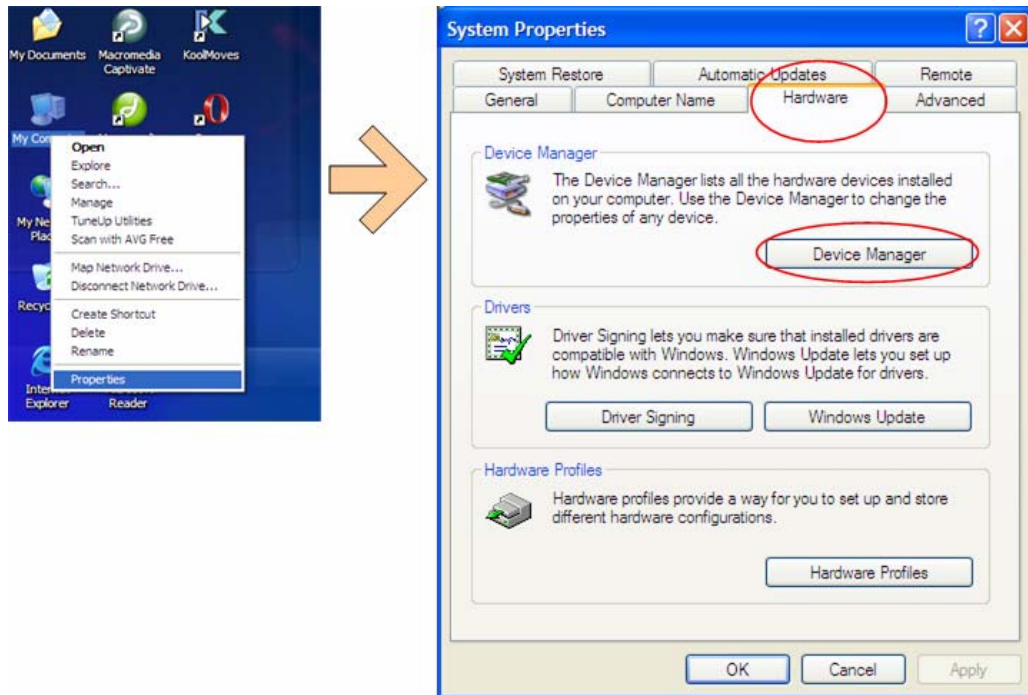 My Documents
Macromedia
Captivate
KoolMoves
My
Open
Explore
Search...
Manage
TuneUp Utilities
Scan with AVG Free
Map Network Drive...
Disconnect Network Drive...
Create Shortcut
Delete
Rename
Properties
My Ne
Plac
Recyc
Inter
Explorer
Reader
System Properties
System Restore
Automatic Updates
Remote
General
Computer Name
Hardware
Advanced
Device Manager
The Device Manager lists all the hardware devices installed
on your computer. Use the Device Manager to change the
properties of any device.
Device Manager
Drivers
Driver Signing lets you make sure that installed drivers are
compatible with Windows. Windows Update lets you set up
how Windows connects to Windows Update for drivers.
Driver Signing
Windows Update
Hardware Profiles
Hardware profiles provide a way for you to set up and store
different hardware configurations.
Hardware Profiles
OK
Cancel
Apply